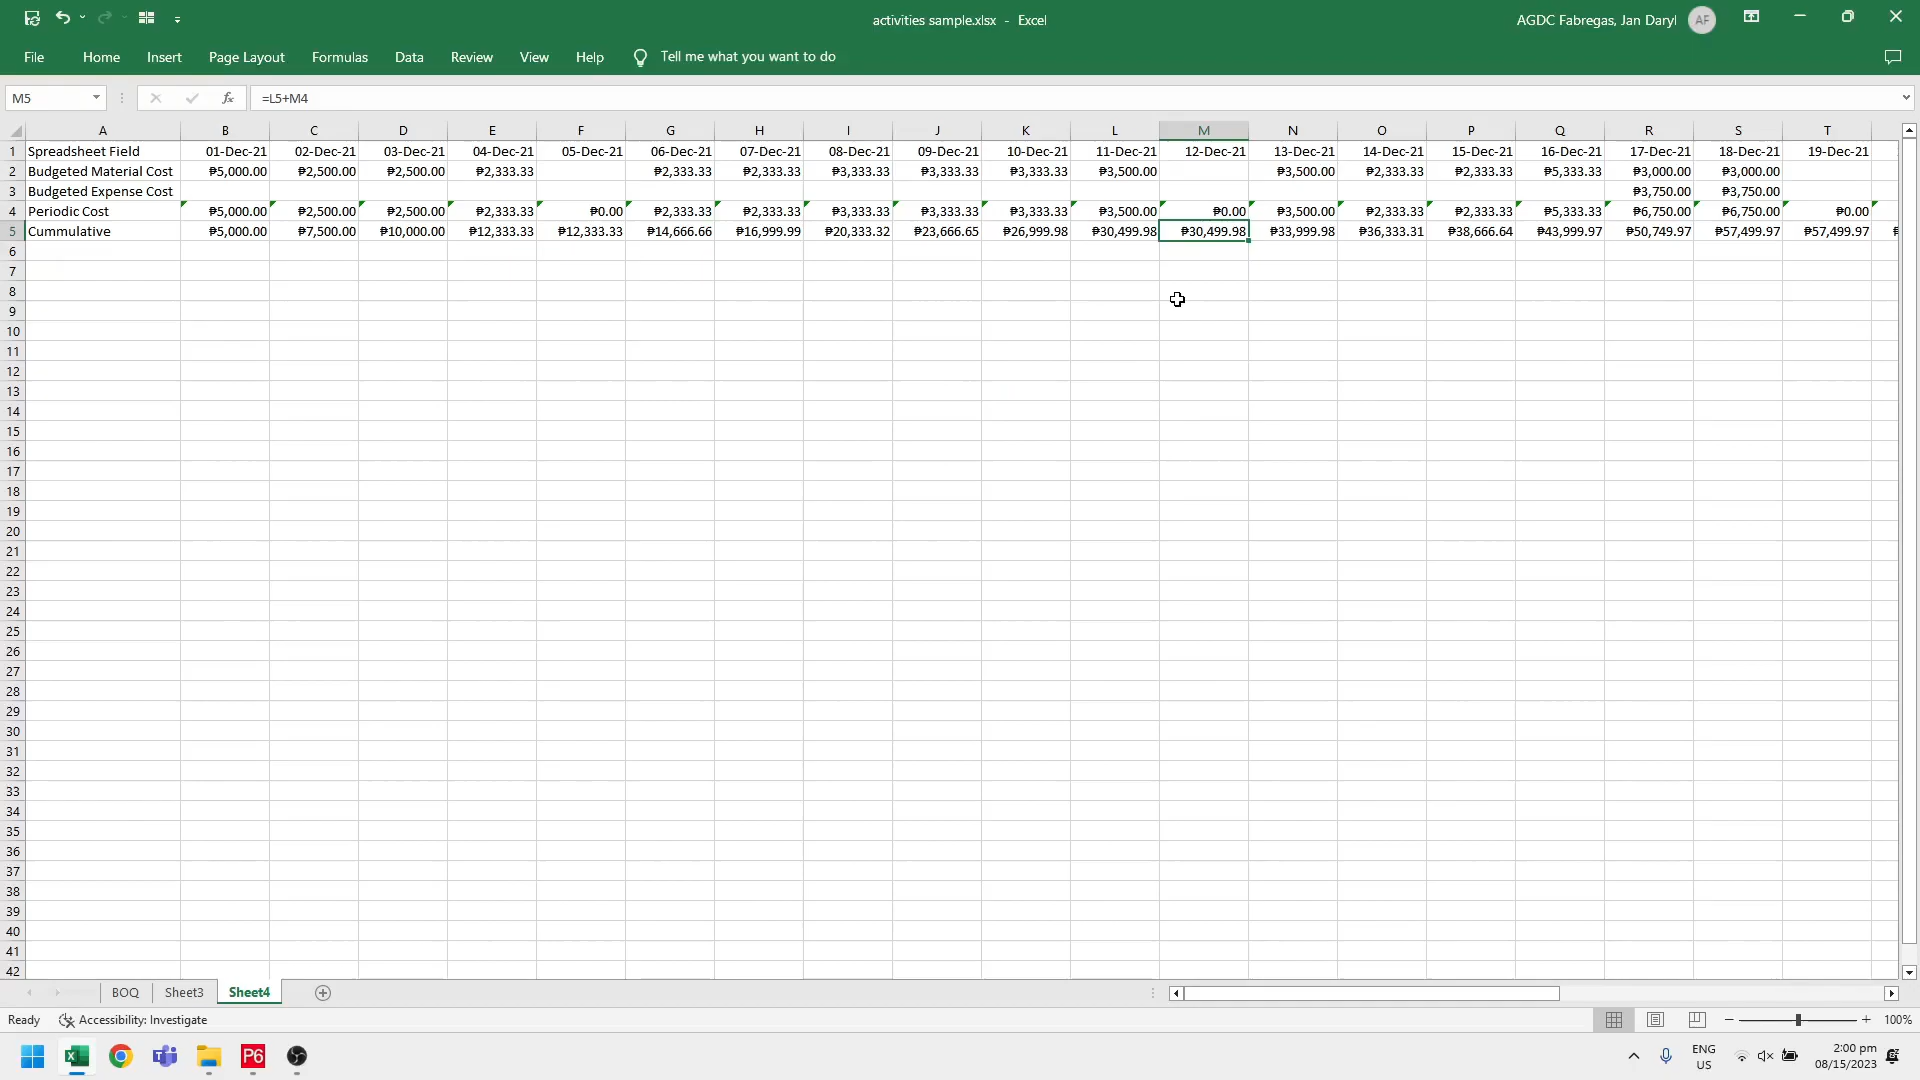 activities sample.xlsx - Excel
AGDC Fabregas, Jan Daryl AF
File Home Insert Page Layout Formulas Data Review View Help Tell me what you want to do
M5 fx =L5+M4
A B C D E F G H I J K L M N O P Q R S T
1 Spreadsheet Field 01-Dec-21 02-Dec-21 03-Dec-21 04-Dec-21 05-Dec-21 06-Dec-21 07-Dec-21 08-Dec-21 09-Dec-21 10-Dec-21 11-Dec-21 12-Dec-21 13-Dec-21 14-Dec-21 15-Dec-21 16-Dec-21 17-Dec-21 18-Dec-21 19-Dec-21
2 Budgeted Material Cost ₱5,000.00 ₱2,500.00 ₱2,500.00 ₱2,333.33 ₱2,333.33 ₱2,333.33 ₱3,333.33 ₱3,333.33 ₱3,333.33 ₱3,500.00 ₱3,500.00 ₱2,333.33 ₱2,333.33 ₱5,333.33 ₱3,000.00 ₱3,000.00
3 Budgeted Expense Cost ₱3,750.00 ₱3,750.00
4 Periodic Cost ₱5,000.00 ₱2,500.00 ₱2,500.00 ₱2,333.33 ₱0.00 ₱2,333.33 ₱2,333.33 ₱3,333.33 ₱3,333.33 ₱3,333.33 ₱3,500.00 ₱0.00 ₱3,500.00 ₱2,333.33 ₱2,333.33 ₱5,333.33 ₱6,750.00 ₱6,750.00 ₱0.00
5 Cummulative ₱5,000.00 ₱7,500.00 ₱10,000.00 ₱12,333.33 ₱12,333.33 ₱14,666.66 ₱16,999.99 ₱20,333.32 ₱23,666.65 ₱26,999.98 ₱30,499.98 ₱30,499.98 ₱33,999.98 ₱36,333.31 ₱38,666.64 ₱43,999.97 ₱50,749.97 ₱57,499.97 ₱57,499.97 ₱
6
7
8
9
10
11
12
13
14
15
16
17
18
19
20
21
22
23
24
25
26
27
28
29
30
31
32
33
34
35
36
37
38
39
40
41
42
BOQ Sheet3 Sheet4
Ready Accessibility: Investigate 100%
P6 ENG 2:00 pm
US 08/15/2023